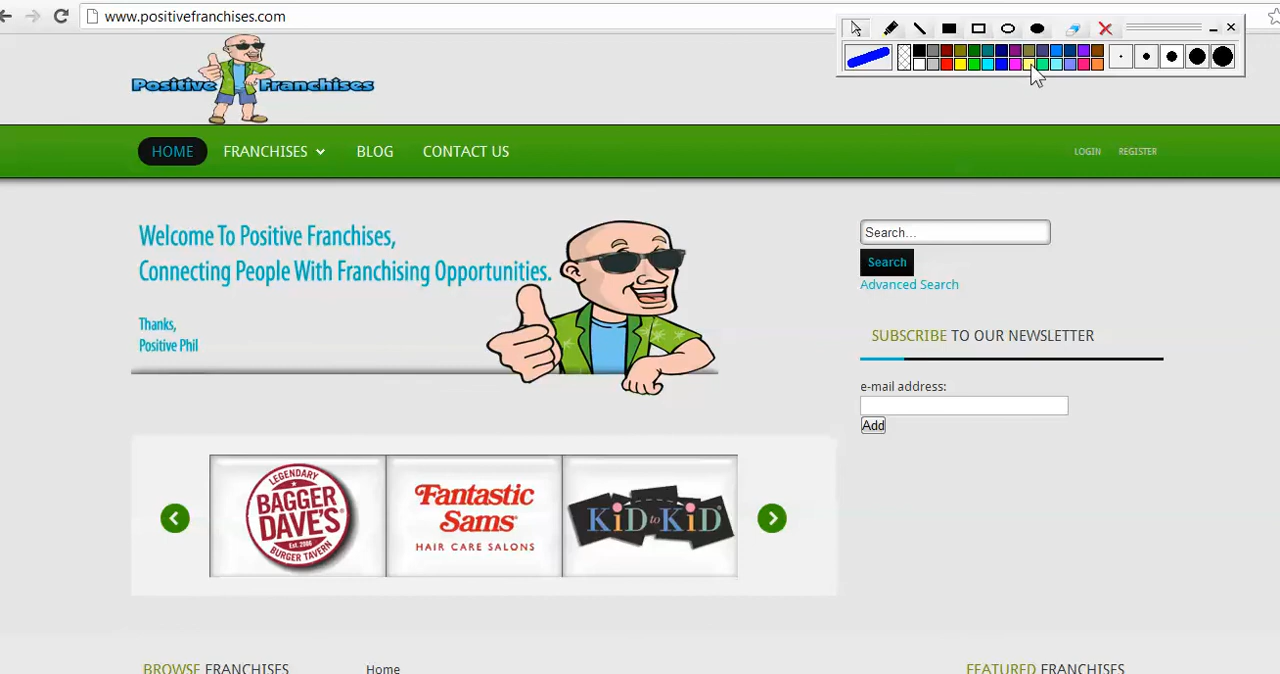 www.positivefranchises.com
Positive Franchises
HOME FRANCHISES BLOG CONTACT US LOGIN REGISTER
Welcome To Positive Franchises,
Connecting People With Franchising Opportunities.
Thanks,
Positive Phil
Search...
Search
Advanced Search
SUBSCRIBE TO OUR NEWSLETTER
e-mail address:
Add
LEGENDARY
BAGGER
DAVE'S
Est. 2008
BURGER TAVERN
Fantastic
Sams
HAIR CARE SALONS
KiD to KiD
BROWSE FRANCHISES
Home
FEATURED FRANCHISES